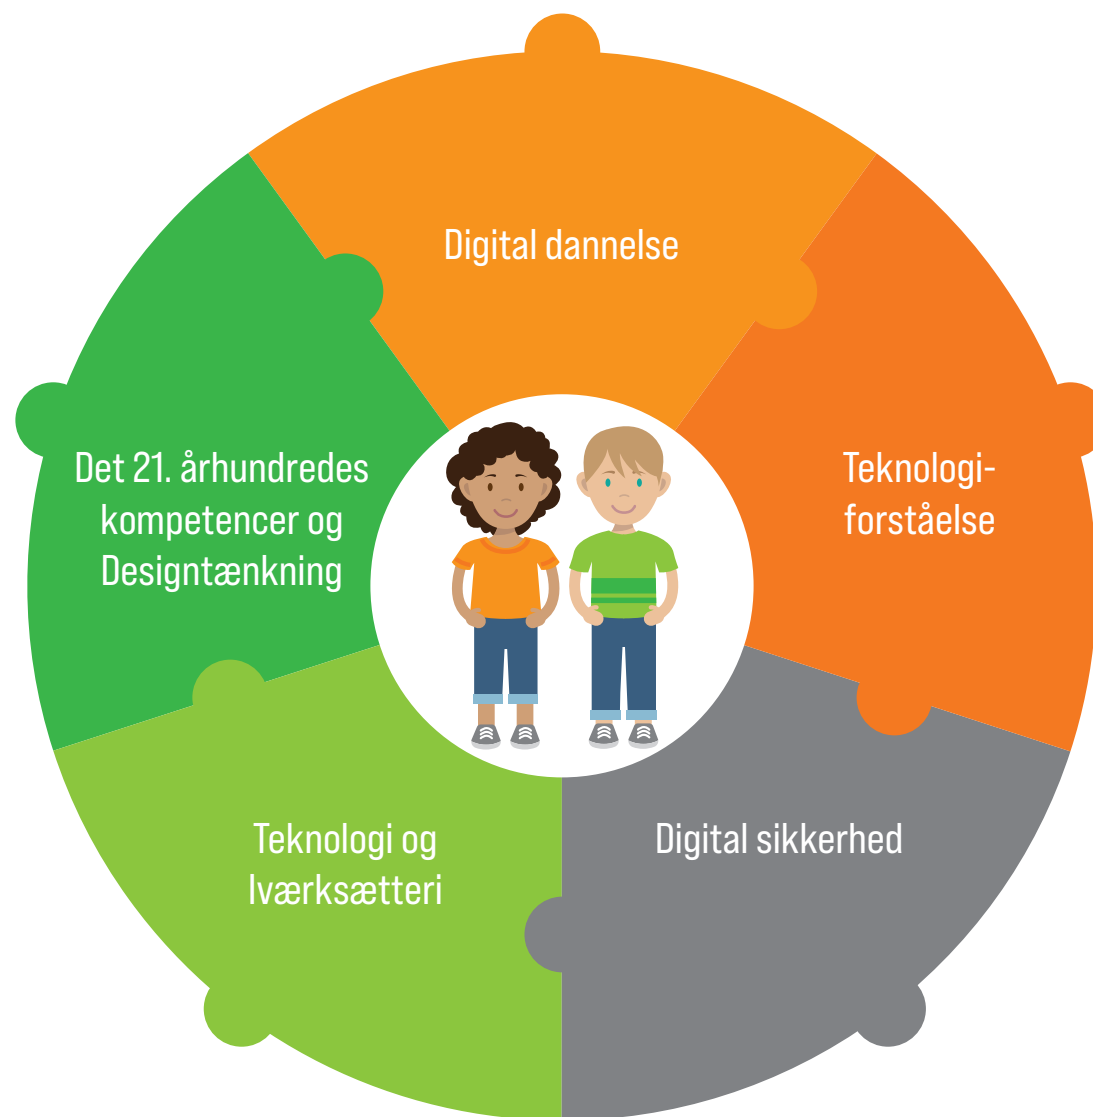 Digital dannelse
Det 21. århundredes
kompetencer og
Designtænkning
Teknologi-
forståelse
Teknologi og
Iværksætteri
Digital sikkerhed